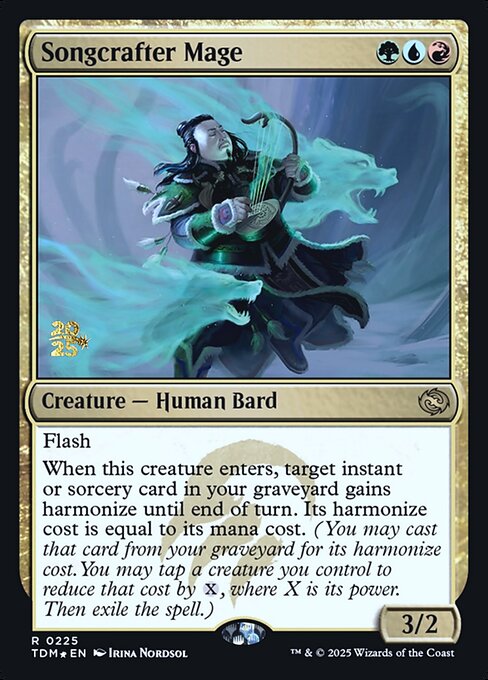 Songcrafter Mage
20
25
Creature — Human Bard
Flash
When this creature enters, target instant
or sorcery card in your graveyard gains
harmonize until end of turn. Its harmonize
cost is equal to its mana cost. (You may cast
that card from your graveyard for its harmonize
cost. You may tap a creature you control to
reduce that cost by X, where X is its power.
Then exile the spell.)
3/2
R 0225
TDM★EN Irina Nordsol
™ & © 2025 Wizards of the Coast